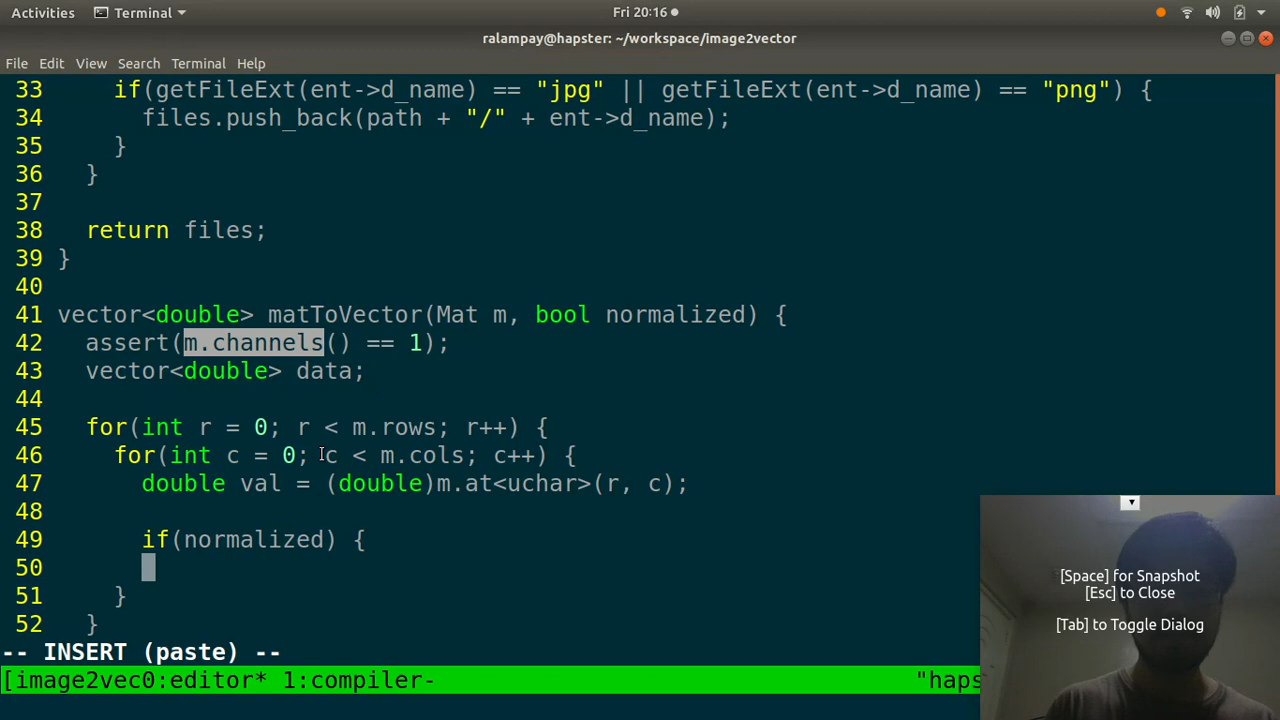 Activities Terminal Fri 20:16
ralampay@hapster: ~/workspace/image2vector
File Edit View Search Terminal Help
33 if(getFileExt(ent->d_name) == "jpg" || getFileExt(ent->d_name) == "png") {
34 files.push_back(path + "/" + ent->d_name);
35 }
36 }
37
38 return files;
39 }
40
41 vector<double> matToVector(Mat m, bool normalized) {
42 assert(m.channels() == 1);
43 vector<double> data;
44
45 for(int r = 0; r < m.rows; r++) {
46 for(int c = 0; c < m.cols; c++) {
47 double val = (double)m.at<uchar>(r, c);
48
49 if(normalized) {
50
51 }
52 }
-- INSERT (paste) --
[image2vec0:editor* 1:compiler- "haps
[Space] for Snapshot
[Esc] to Close
[Tab] to Toggle Dialog